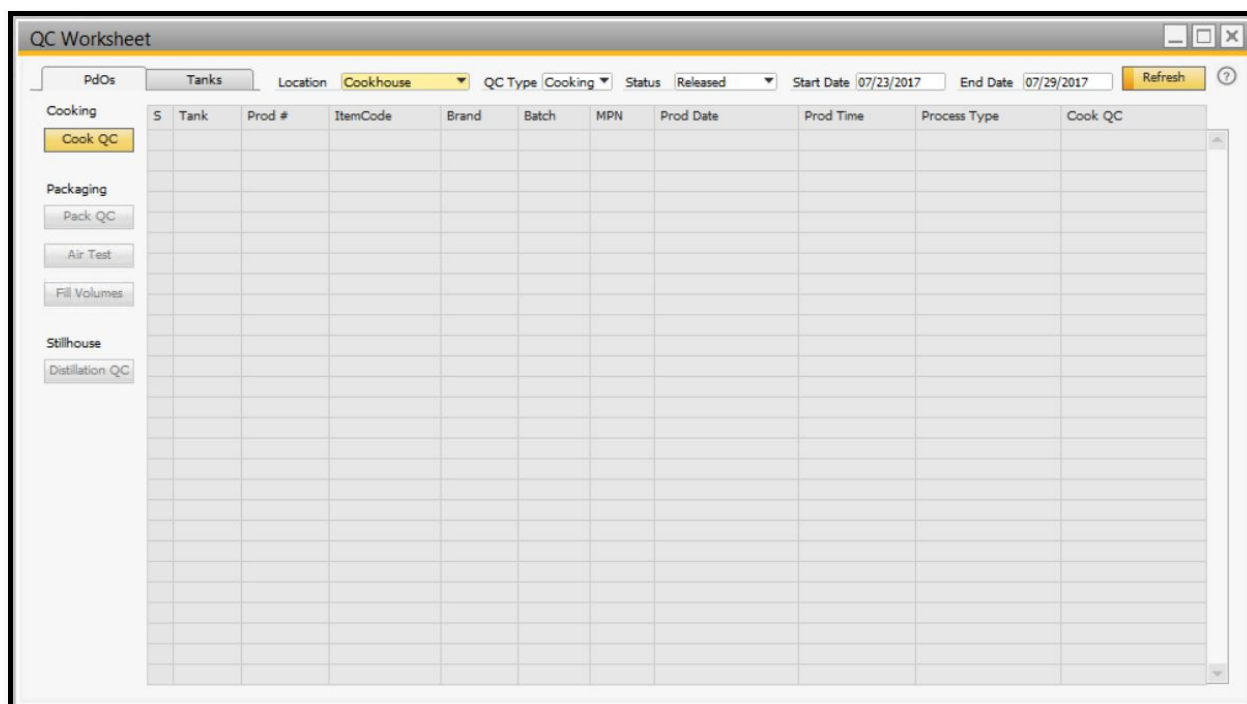 QC Worksheet
PdOs Tanks Location Cookhouse QC Type Cooking Status Released Start Date 07/23/2017 End Date 07/29/2017 Refresh ?
Cooking
S Tank Prod # ItemCode Brand Batch MPN Prod Date Prod Time Process Type Cook QC
Cook QC
Packaging
Pack QC
Air Test
Fill Volumes
Stillhouse
Distillation QC